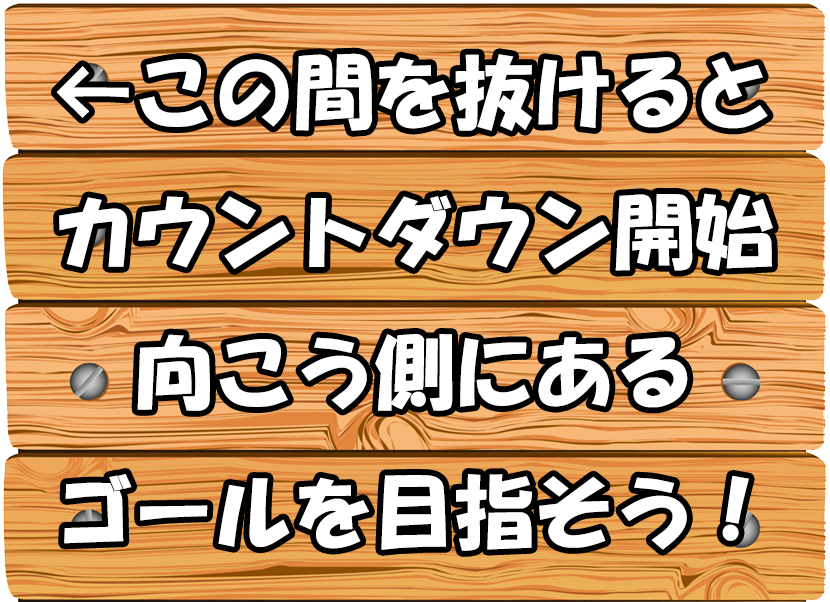 ←この間を抜けると
カウントダウン開始
向こう側にある
ゴールを目指そう！